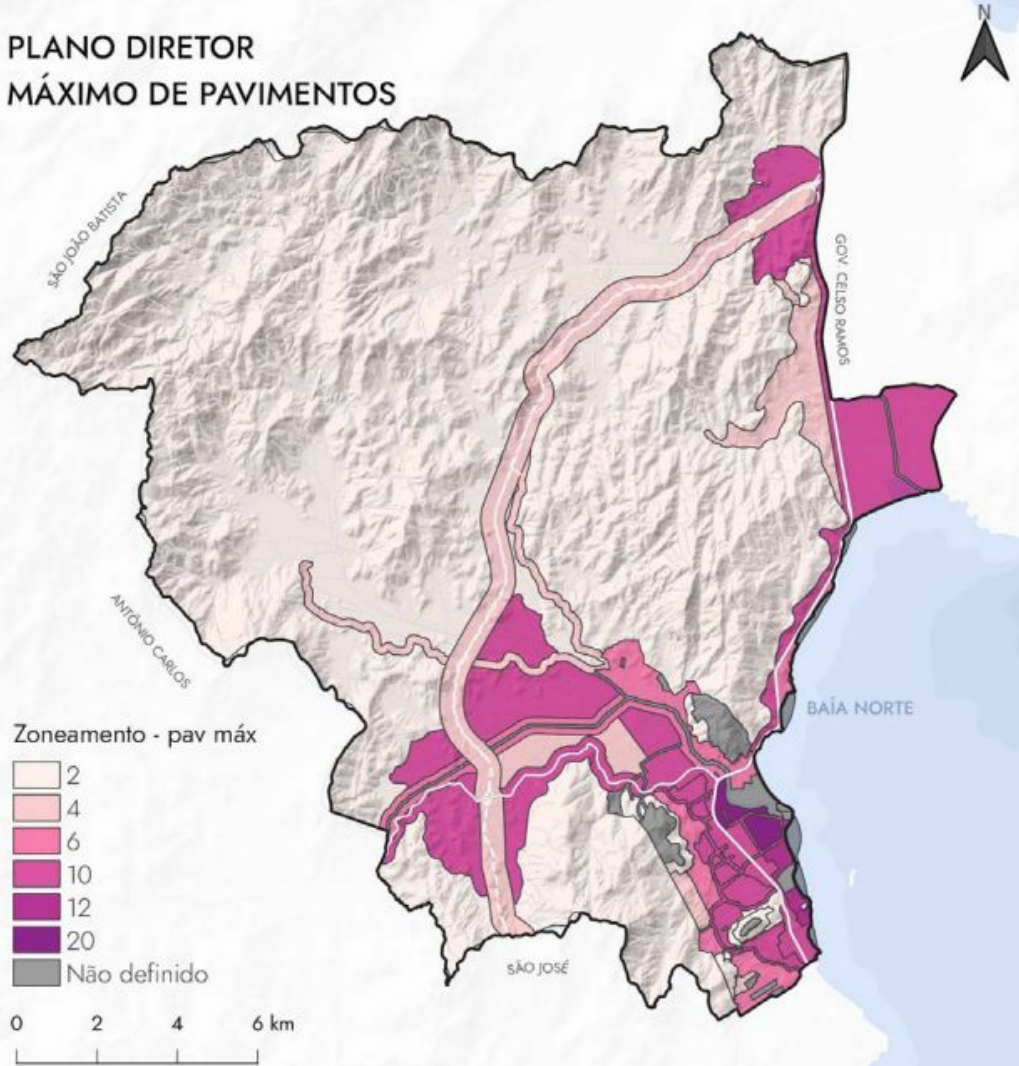 PLANO DIRETOR
MÁXIMO DE PAVIMENTOS
N
SÃO JOÃO BATISTA
GOV. CELSO RAMOS
ANTÔNIO CARLOS
BAÍA NORTE
Zoneamento - pav máx
2
4
6
10
12
20
Não definido
SÃO JOSÉ
0 2 4 6 km